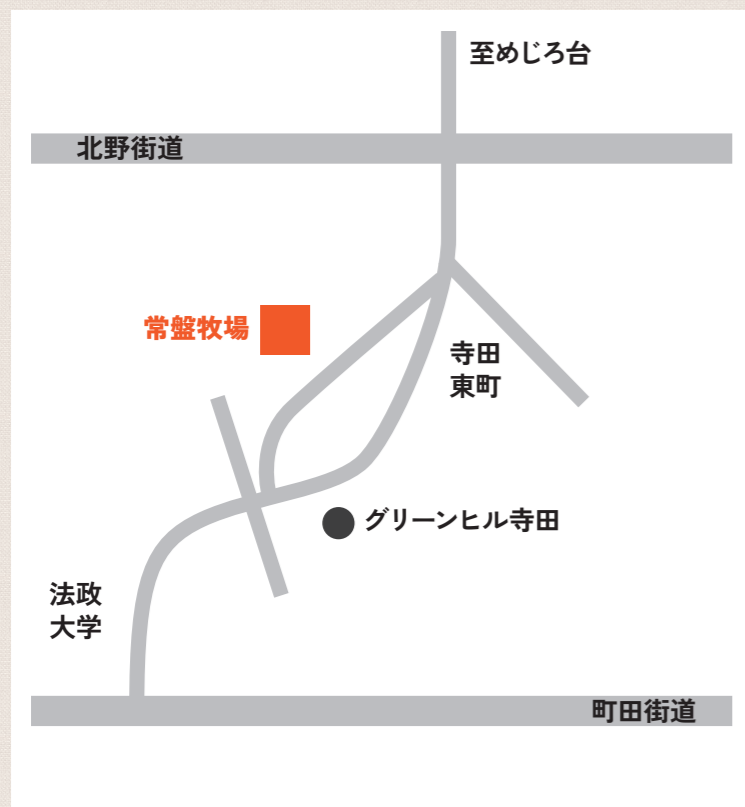 至めじろ台
北野街道
常盤牧場
寺田
東町
グリーンヒル寺田
法政
大学
町田街道